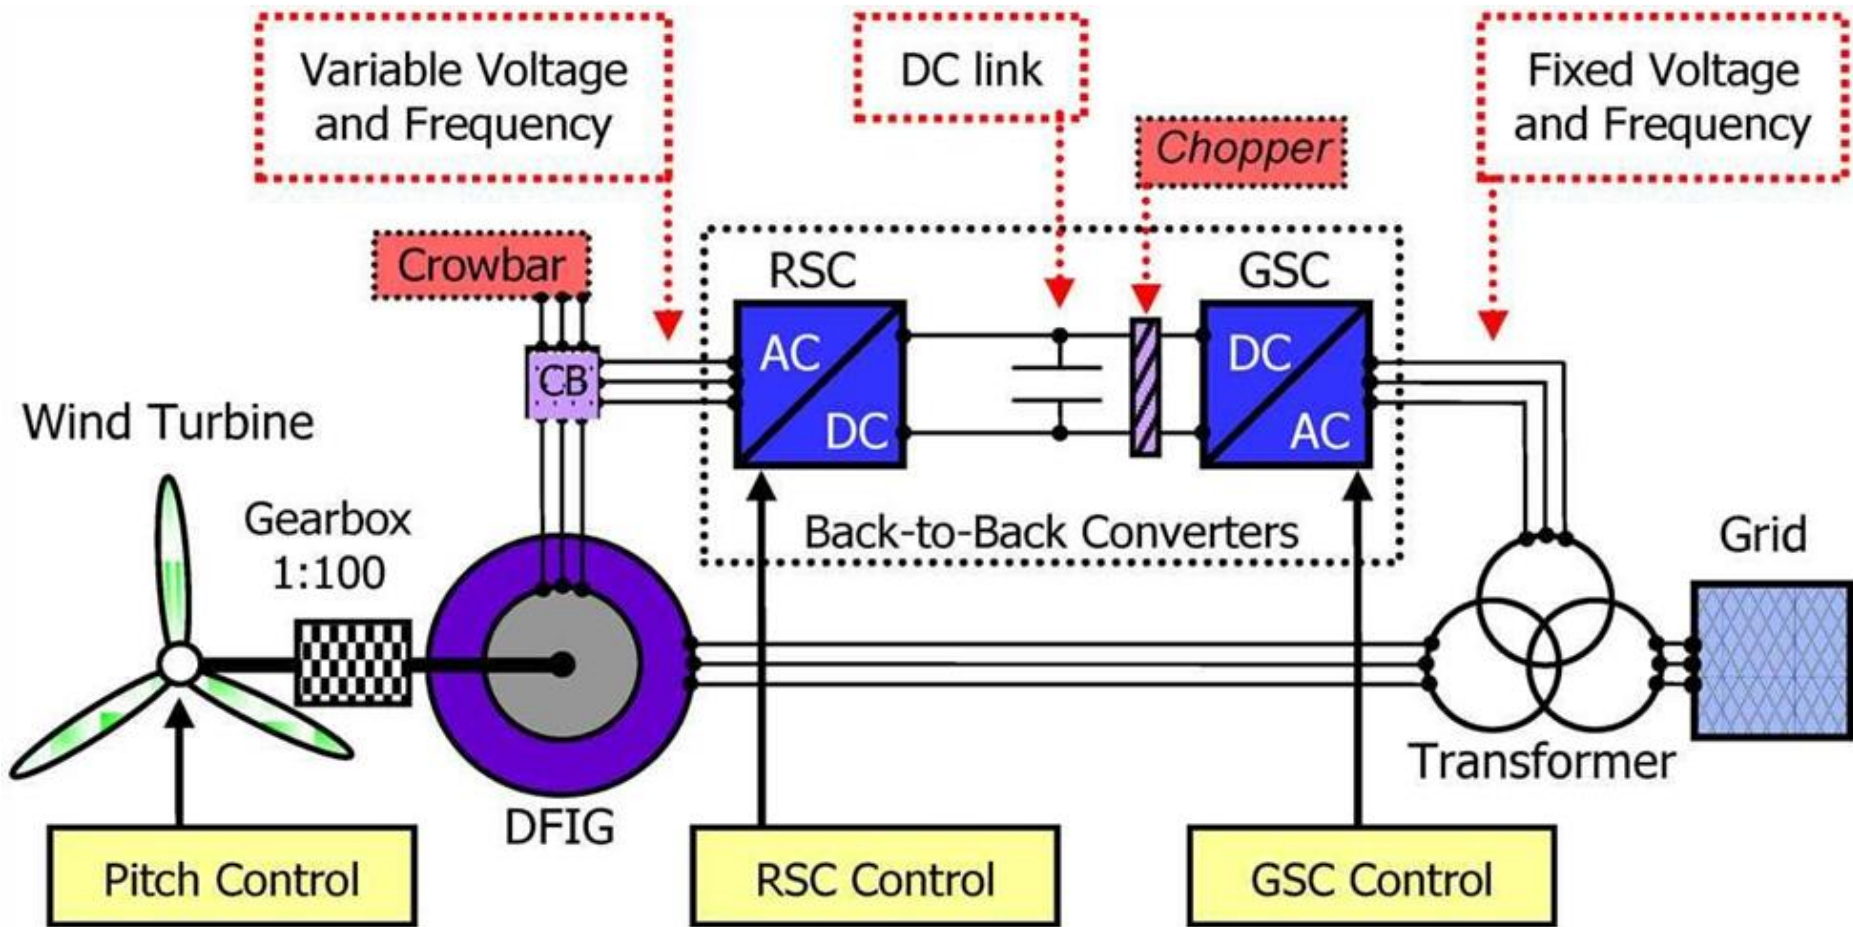 Variable Voltage
and Frequency
DC link
Fixed Voltage
and Frequency
Chopper
Crowbar
RSC
GSC
AC
DC
DC
AC
CB
Wind Turbine
Gearbox
1:100
Back-to-Back Converters
Grid
Transformer
DFIG
Pitch Control
RSC Control
GSC Control